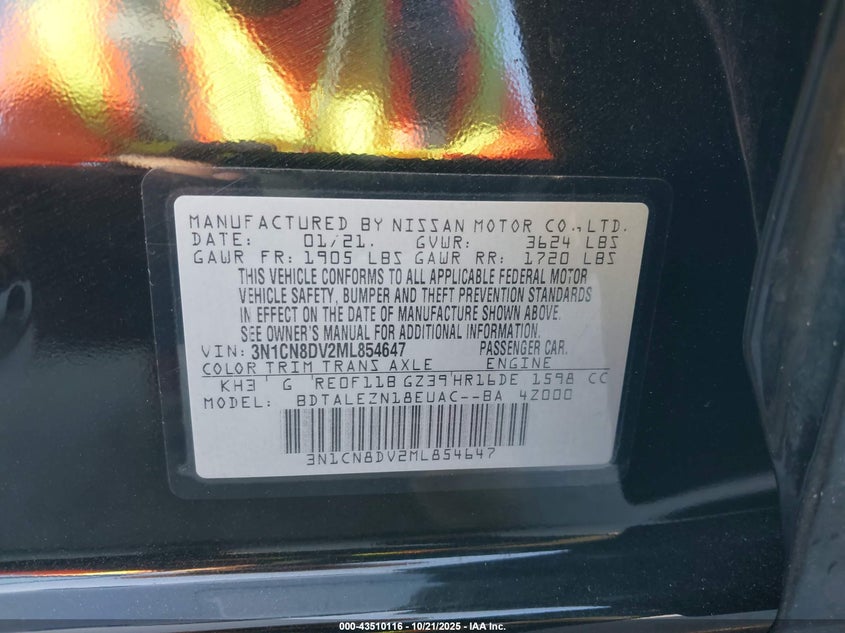 MANUFACTURED BY NISSAN MOTOR CO.,LTD.
DATE: 01/21. GVWR: 3624 LBS
GAWR FR: 1905 LBS GAWR RR: 1720 LBS
THIS VEHICLE CONFORMS TO ALL APPLICABLE FEDERAL MOTOR
VEHICLE SAFETY, BUMPER AND THEFT PREVENTION STANDARDS
IN EFFECT ON THE DATE OF MANUFACTURE SHOWN ABOVE.
SEE OWNER'S MANUAL FOR ADDITIONAL INFORMATION.
VIN: 3N1CN8DV2ML854647 PASSENGER CAR.
COLOR TRIM TRANS AXLE ENGINE
KH3 G RE0F11B GZ39 HR16DE 1598 CC
MODEL: BDTALEZN18EUAC--BA 4Z000
3N1CN8DV2ML854647
000-43510116 - 10/21/2025 - IAA Inc.